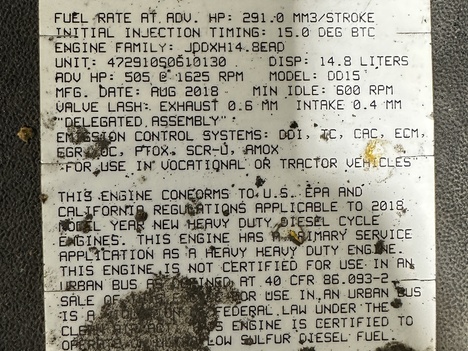 FUEL RATE AT ADV. HP: 291.0 MM3/STROKE
INITIAL INJECTION TIMING: 15.0 DEG BTC
ENGINE FAMILY: JDDXH14.8EAD
UNIT: 472910S0610130 DISP: 14.8 LITERS
ADV HP: 505 @ 1625 RPM MODEL: DD15
MFG. DATE: AUG 2018 MIN IDLE: 600 RPM
VALVE LASH: EXHAUST 0.6 MM INTAKE 0.4 MM
"DELEGATED ASSEMBLY"
EMISSION CONTROL SYSTEMS: DDI, TC, CAC, ECM,
EGR, OC, PTOX, SCR-U, AMOX
"FOR USE IN VOCATIONAL OR TRACTOR VEHICLES"
THIS ENGINE CONFORMS TO U.S. EPA AND
CALIFORNIA REGULATIONS APPLICABLE TO 2018
MODEL YEAR NEW HEAVY DUTY DIESEL CYCLE
ENGINES. THIS ENGINE HAS A PRIMARY SERVICE
APPLICATION AS A HEAVY HEAVY DUTY ENGINE.
THIS ENGINE IS NOT CERTIFIED FOR USE IN AN
URBAN BUS AS DEFINED AT 40 CFR 86.093-2.
SALE OF FOR USE IN AN URBAN BUS
IS A FEDERAL LAW UNDER THE
CLEAN ENGINE IS CERTIFIED TO
LOW SULFUR DIESEL FUEL.